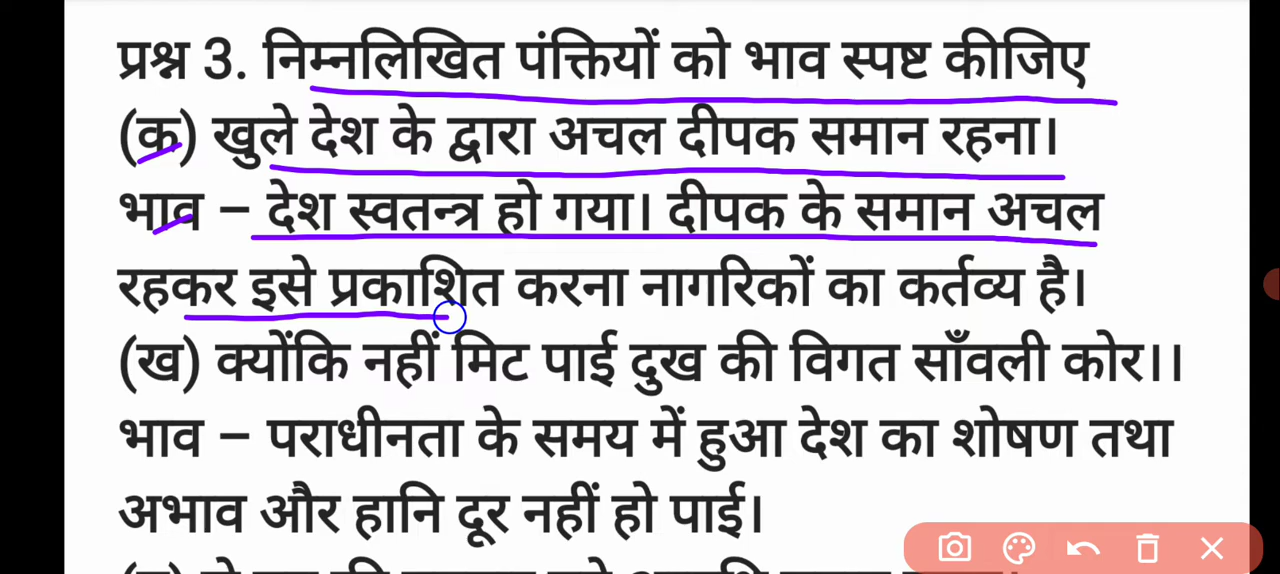 प्रश्न 3. निम्नलिखित पंक्तियों को भाव स्पष्ट कीजिए
(क) खुले देश के द्वारा अचल दीपक समान रहना।
भाव – देश स्वतन्त्र हो गया। दीपक के समान अचल
रहकर इसे प्रकाशित करना नागरिकों का कर्तव्य है।
(ख) क्योंकि नहीं मिट पाई दुख की विगत साँवली कोर।।
भाव – पराधीनता के समय में हुआ देश का शोषण तथा
अभाव और हानि दूर नहीं हो पाई।